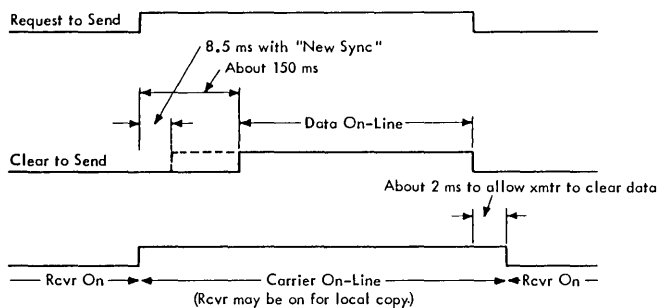 Request to Send
8.5 ms with "New Sync"
About 150 ms
Data On-Line
Clear to Send
About 2 ms to allow xmtr to clear data
Rcvr On
Carrier On-Line
Rcvr On
(Rcvr may be on for local copy.)